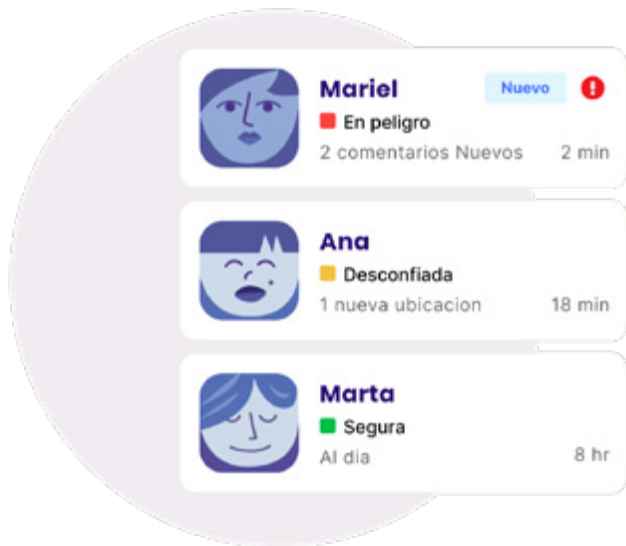 Mariel
Nuevo
En peligro
2 comentarios Nuevos
2 min
Ana
Desconfiada
1 nueva ubicacion
18 min
Marta
Segura
Al dia
8 hr